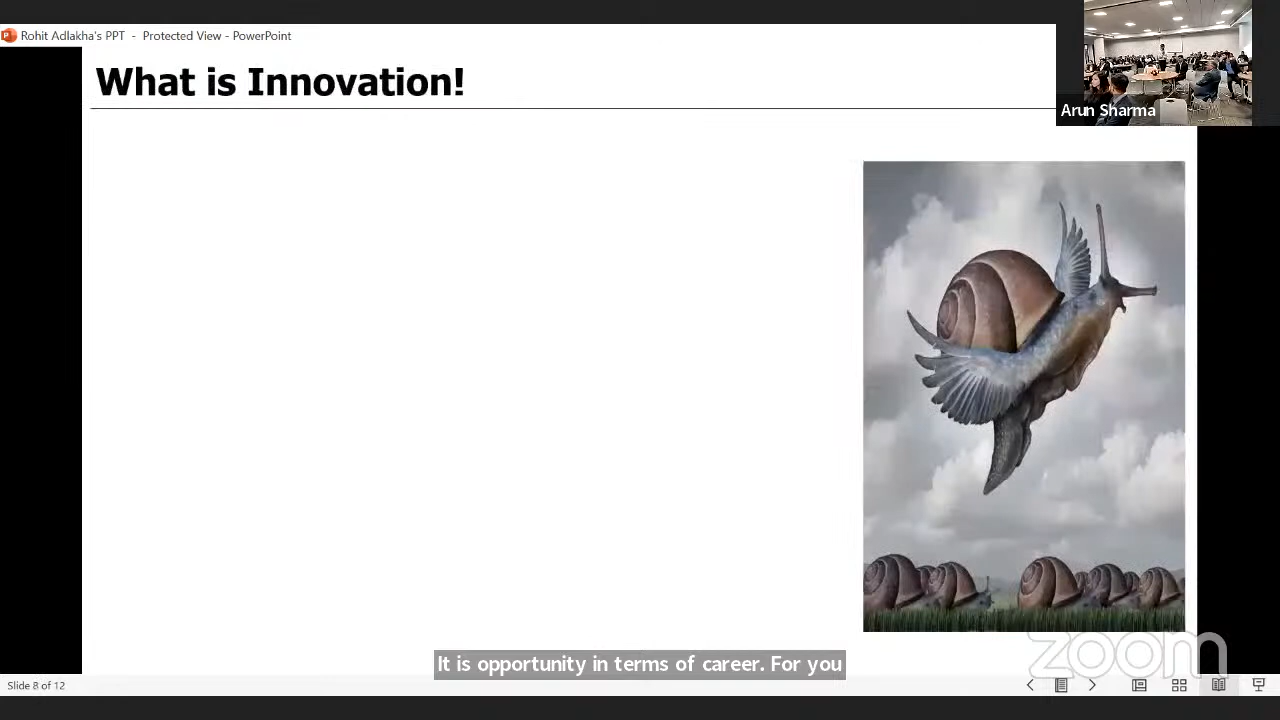 Rohit Adlakha's PPT - Protected View - PowerPoint
What is Innovation!
Arun Sharma
It is opportunity in terms of career. For you
zoom
Slide 8 of 12